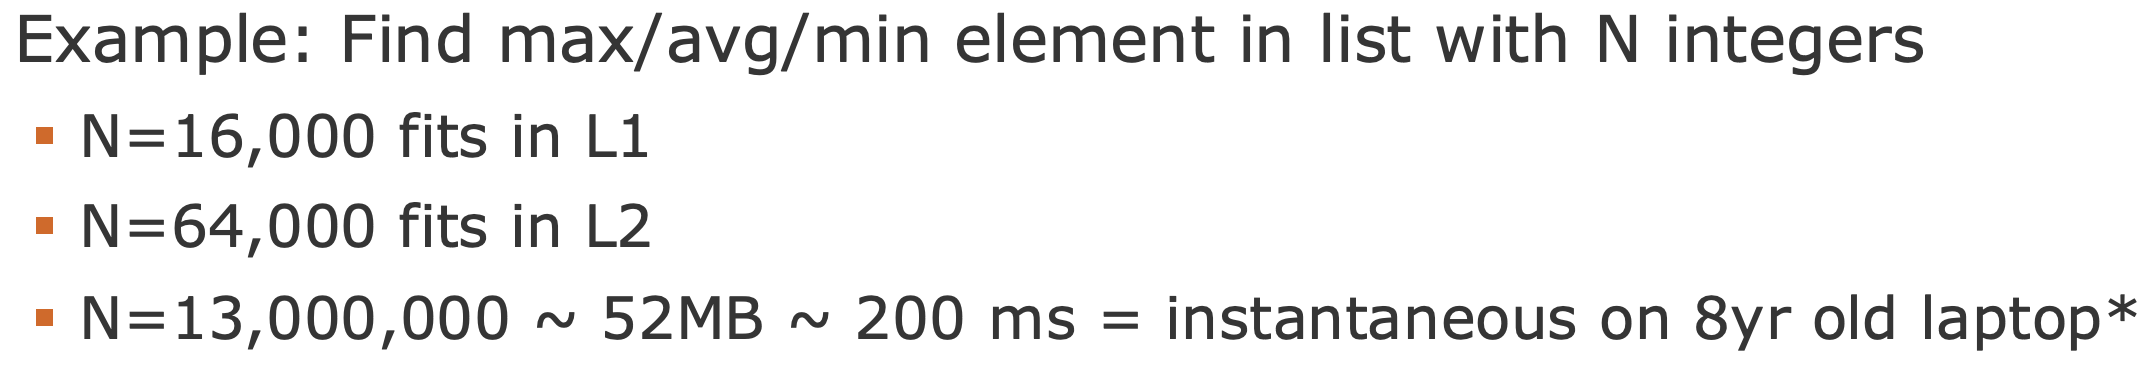 Example: Find max/avg/min element in list with N integers
▪ N=16,000 fits in L1
▪ N=64,000 fits in L2
▪ N=13,000,000 ~ 52MB ~ 200 ms = instantaneous on 8yr old laptop*